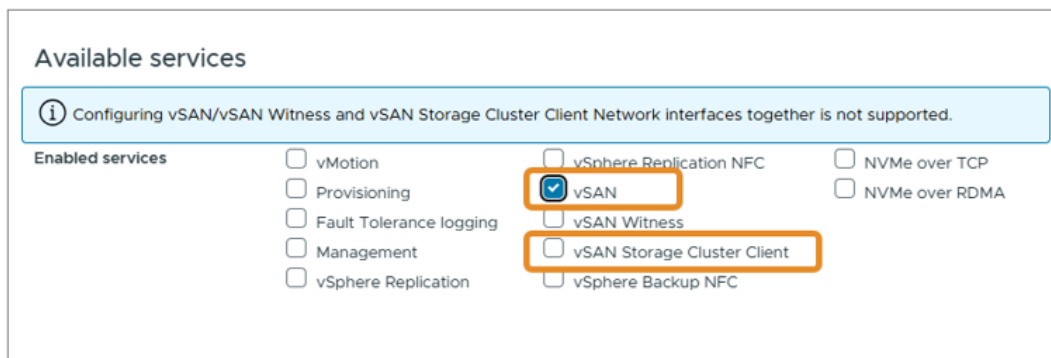 Available services
Configuring vSAN/vSAN Witness and vSAN Storage Cluster Client Network interfaces together is not supported.
Enabled services
vMotion
vSphere Replication NFC
NVMe over TCP
Provisioning
vSAN
NVMe over RDMA
Fault Tolerance logging
vSAN Witness
Management
vSAN Storage Cluster Client
vSphere Replication
vSphere Backup NFC